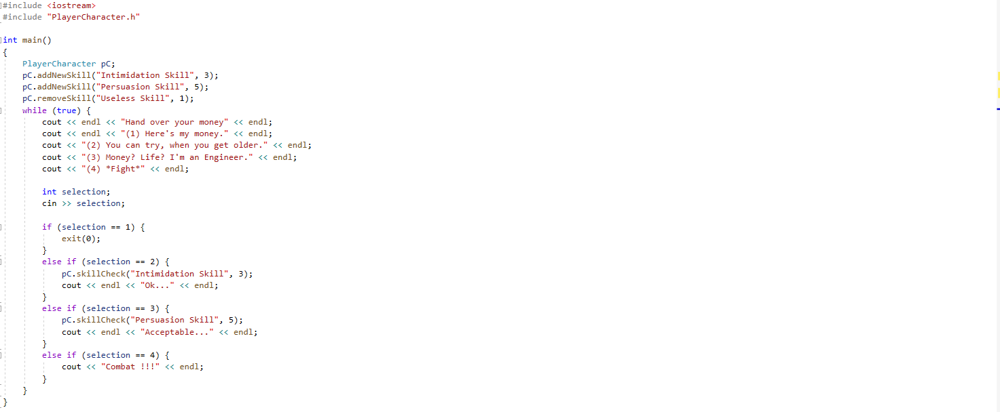 #include <iostream>
#include "PlayerCharacter.h"
int main()
{
PlayerCharacter pC;
pC.addNewSkill("Intimidation Skill", 3);
pC.addNewSkill("Persuasion Skill", 5);
pC.removeSkill("Useless Skill", 1);
while (true) {
cout << endl << "Hand over your money" << endl;
cout << endl << "(1) Here's my money." << endl;
cout << "(2) You can try, when you get older." << endl;
cout << "(3) Money? Life? I'm an Engineer." << endl;
cout << "(4) *Fight*" << endl;
int selection;
cin >> selection;
if (selection == 1) {
exit(0);
}
else if (selection == 2) {
pC.skillCheck("Intimidation Skill", 3);
cout << endl << "Ok..." << endl;
}
else if (selection == 3) {
pC.skillCheck("Persuasion Skill", 5);
cout << endl << "Acceptable..." << endl;
}
else if (selection == 4) {
cout << "Combat !!!" << endl;
}
}
}